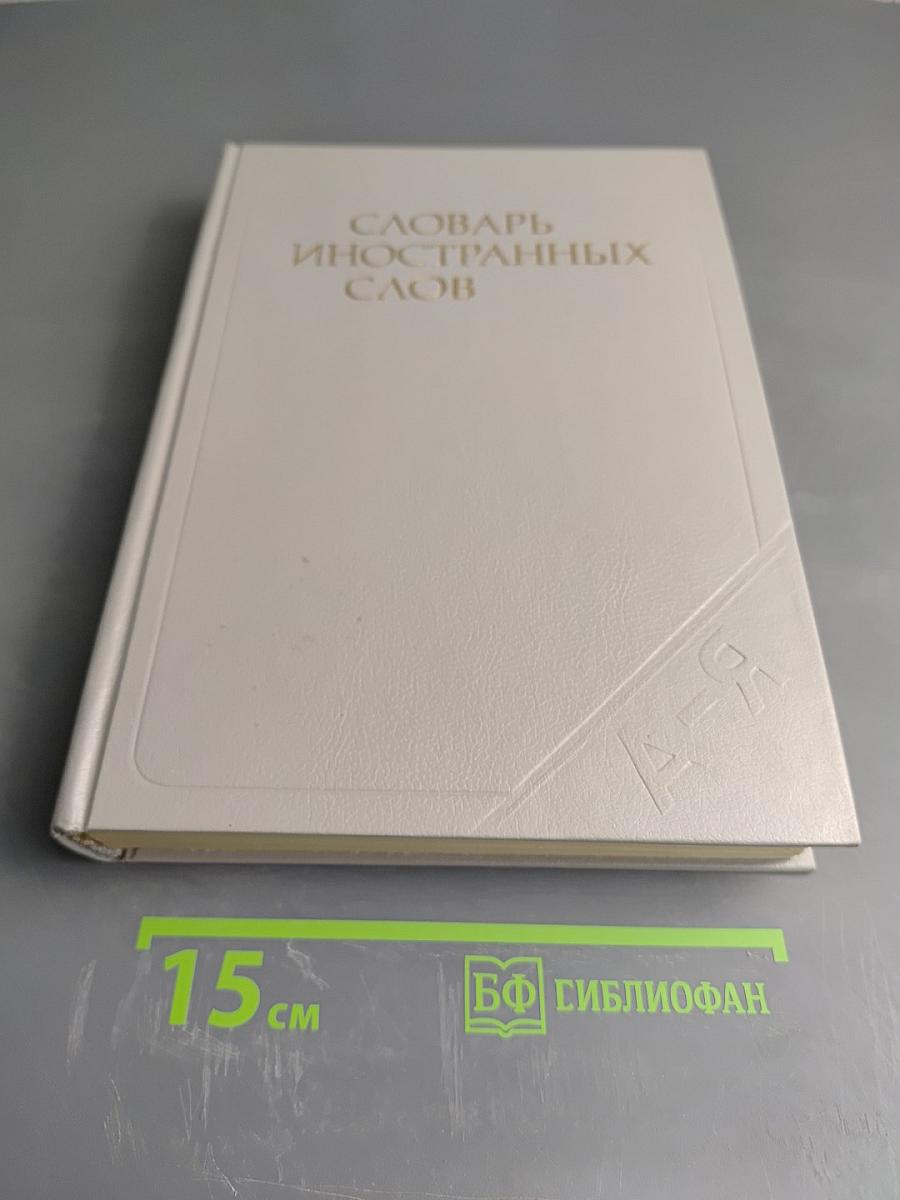 СЛОВАРЬ
ИНОСТРАННЫХ
СЛОВ
А-Я
15 см
БФ БИБЛИОФАН